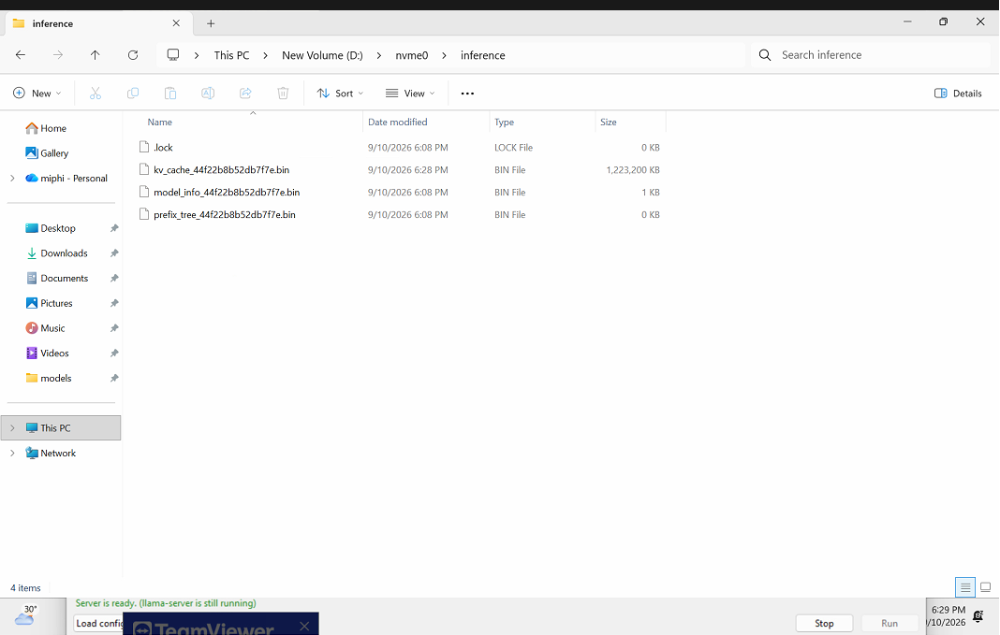 inference
This PC > New Volume (D:) > nvme0 > inference
Search inference
New Sort View Details
Name Date modified Type Size
.lock 9/10/2026 6:08 PM LOCK File 0 KB
kv_cache_44f22b8b52db7f7e.bin 9/10/2026 6:28 PM BIN File 1,223,200 KB
model_info_44f22b8b52db7f7e.bin 9/10/2026 6:08 PM BIN File 1 KB
prefix_tree_44f22b8b52db7f7e.bin 9/10/2026 6:08 PM BIN File 0 KB
Home
Gallery
miphi - Personal
Desktop
Downloads
Documents
Pictures
Music
Videos
models
This PC
Network
4 items
Server is ready. (llama-server is still running)
30°
Load config
TeamViewer
Stop Run
6:29 PM
/10/2026